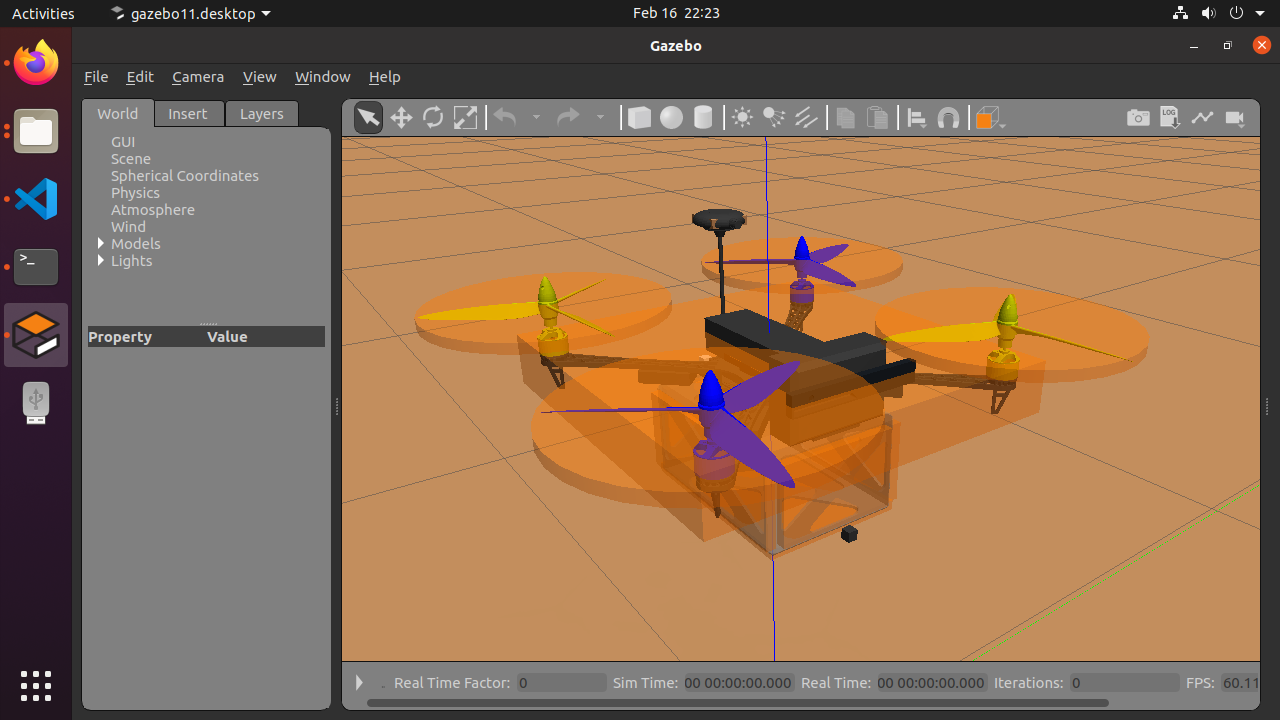 Activities gazebo11.desktop Feb 16 22:23
Gazebo
File Edit Camera View Window Help
World Insert Layers
LOG
GUI
Scene
Spherical Coordinates
Physics
Atmosphere
Wind
Models
Lights
>_
Property Value
Real Time Factor: 0 Sim Time: 00 00:00:00.000 Real Time: 00 00:00:00.000 Iterations: 0 FPS: 60.11